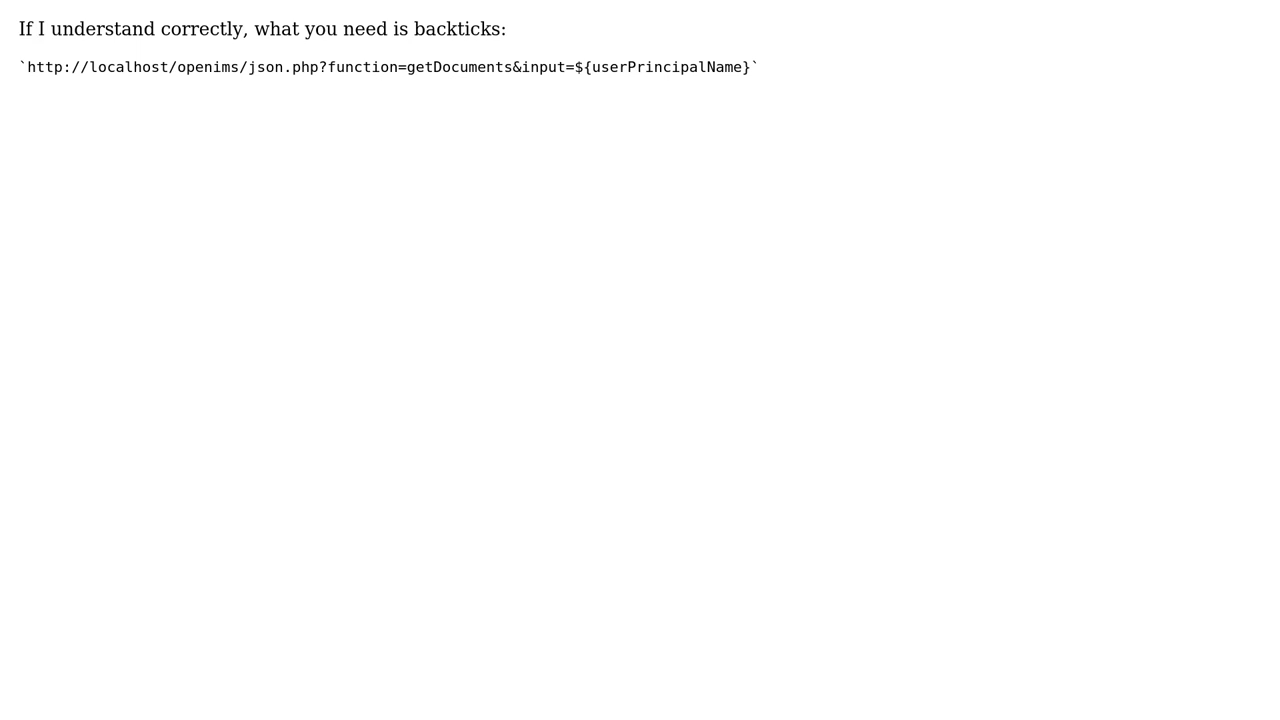 If I understand correctly, what you need is backticks:
`http://localhost/openims/json.php?function=getDocuments&input=${userPrincipalName}`